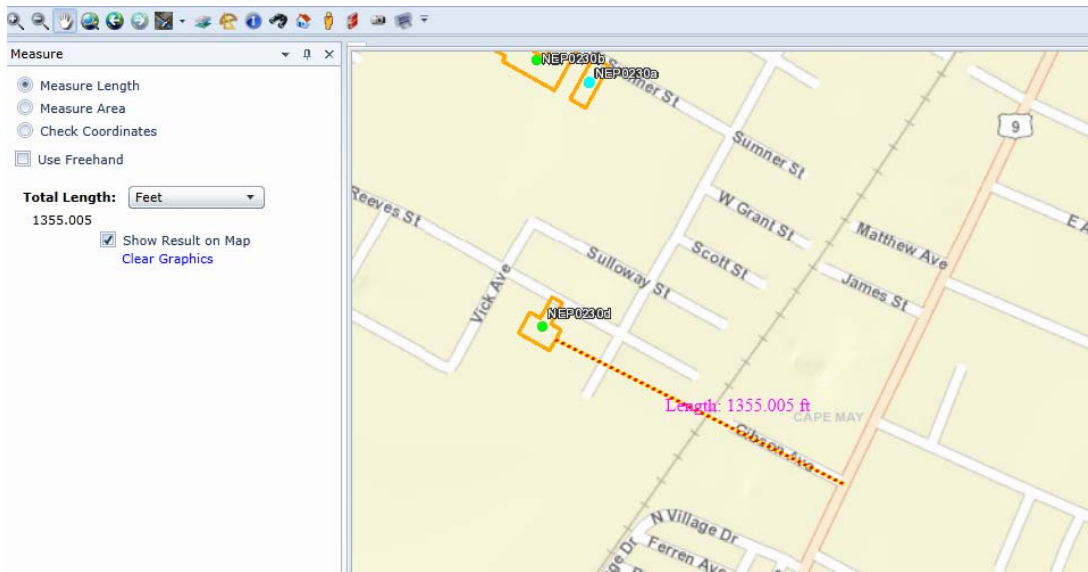 Measure
Measure Length
Measure Area
Check Coordinates
Use Freehand
Total Length: Feet
1355.005
Show Result on Map
Clear Graphics
NEP0230b
NEP0230a
Sumner St
9
Sumner St
Reeves St
W Grant St
E A
Matthew Ave
Scott St
Sulloway St
James St
Vick Ave
NEP0230d
Length: 1355.005 ft
CAPE MAY
Gibson Ave
N Village Dr
Ferren Ave
ge Dr